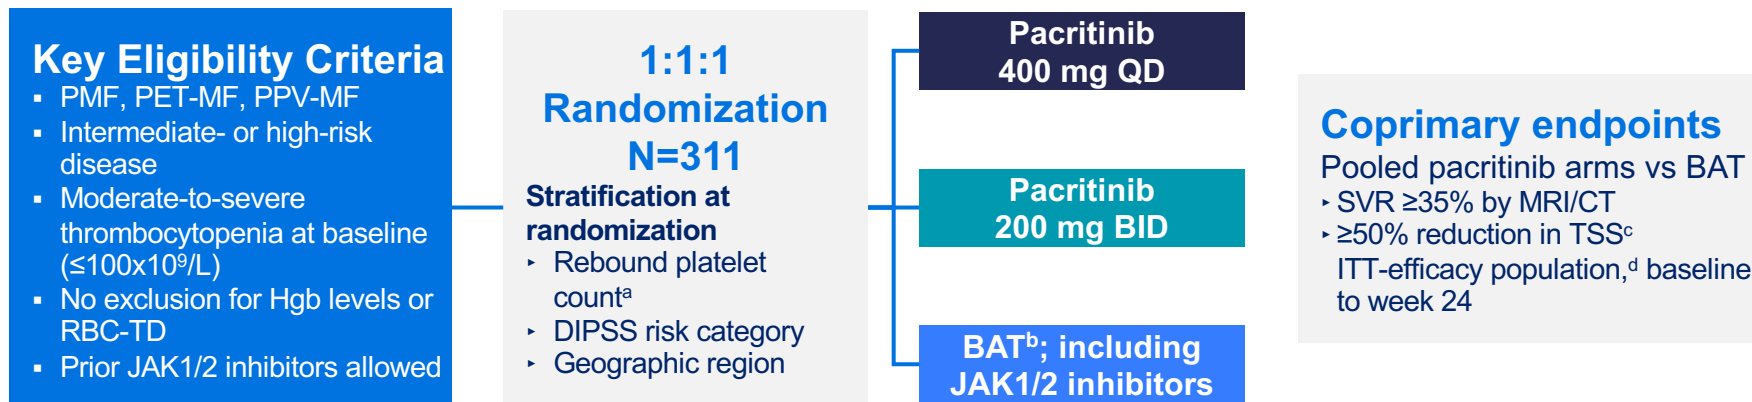 Key Eligibility Criteria
▪ PMF, PET-MF, PPV-MF
▪ Intermediate- or high-risk
disease
▪ Moderate-to-severe
thrombocytopenia at baseline
(≤100x10⁹/L)
▪ No exclusion for Hgb levels or
RBC-TD
▪ Prior JAK1/2 inhibitors allowed
1:1:1
Randomization
N=311
Stratification at
randomization
‣ Rebound platelet
countᵃ
‣ DIPSS risk category
‣ Geographic region
Pacritinib
400 mg QD
Pacritinib
200 mg BID
BATᵇ; including
JAK1/2 inhibitors
Coprimary endpoints
Pooled pacritinib arms vs BAT
‣ SVR ≥35% by MRI/CT
‣ ≥50% reduction in TSSᶜ
ITT-efficacy population,ᵈ baseline
to week 24